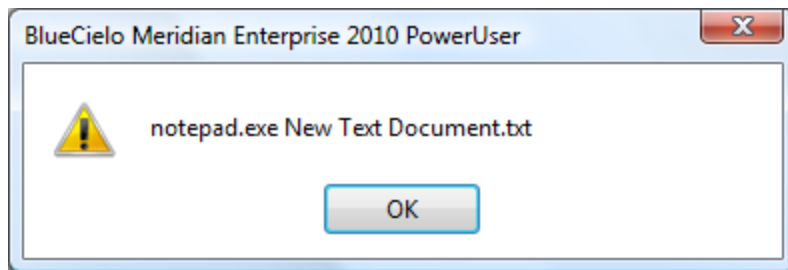 BlueCielo Meridian Enterprise 2010 PowerUser
notepad.exe New Text Document.txt
OK